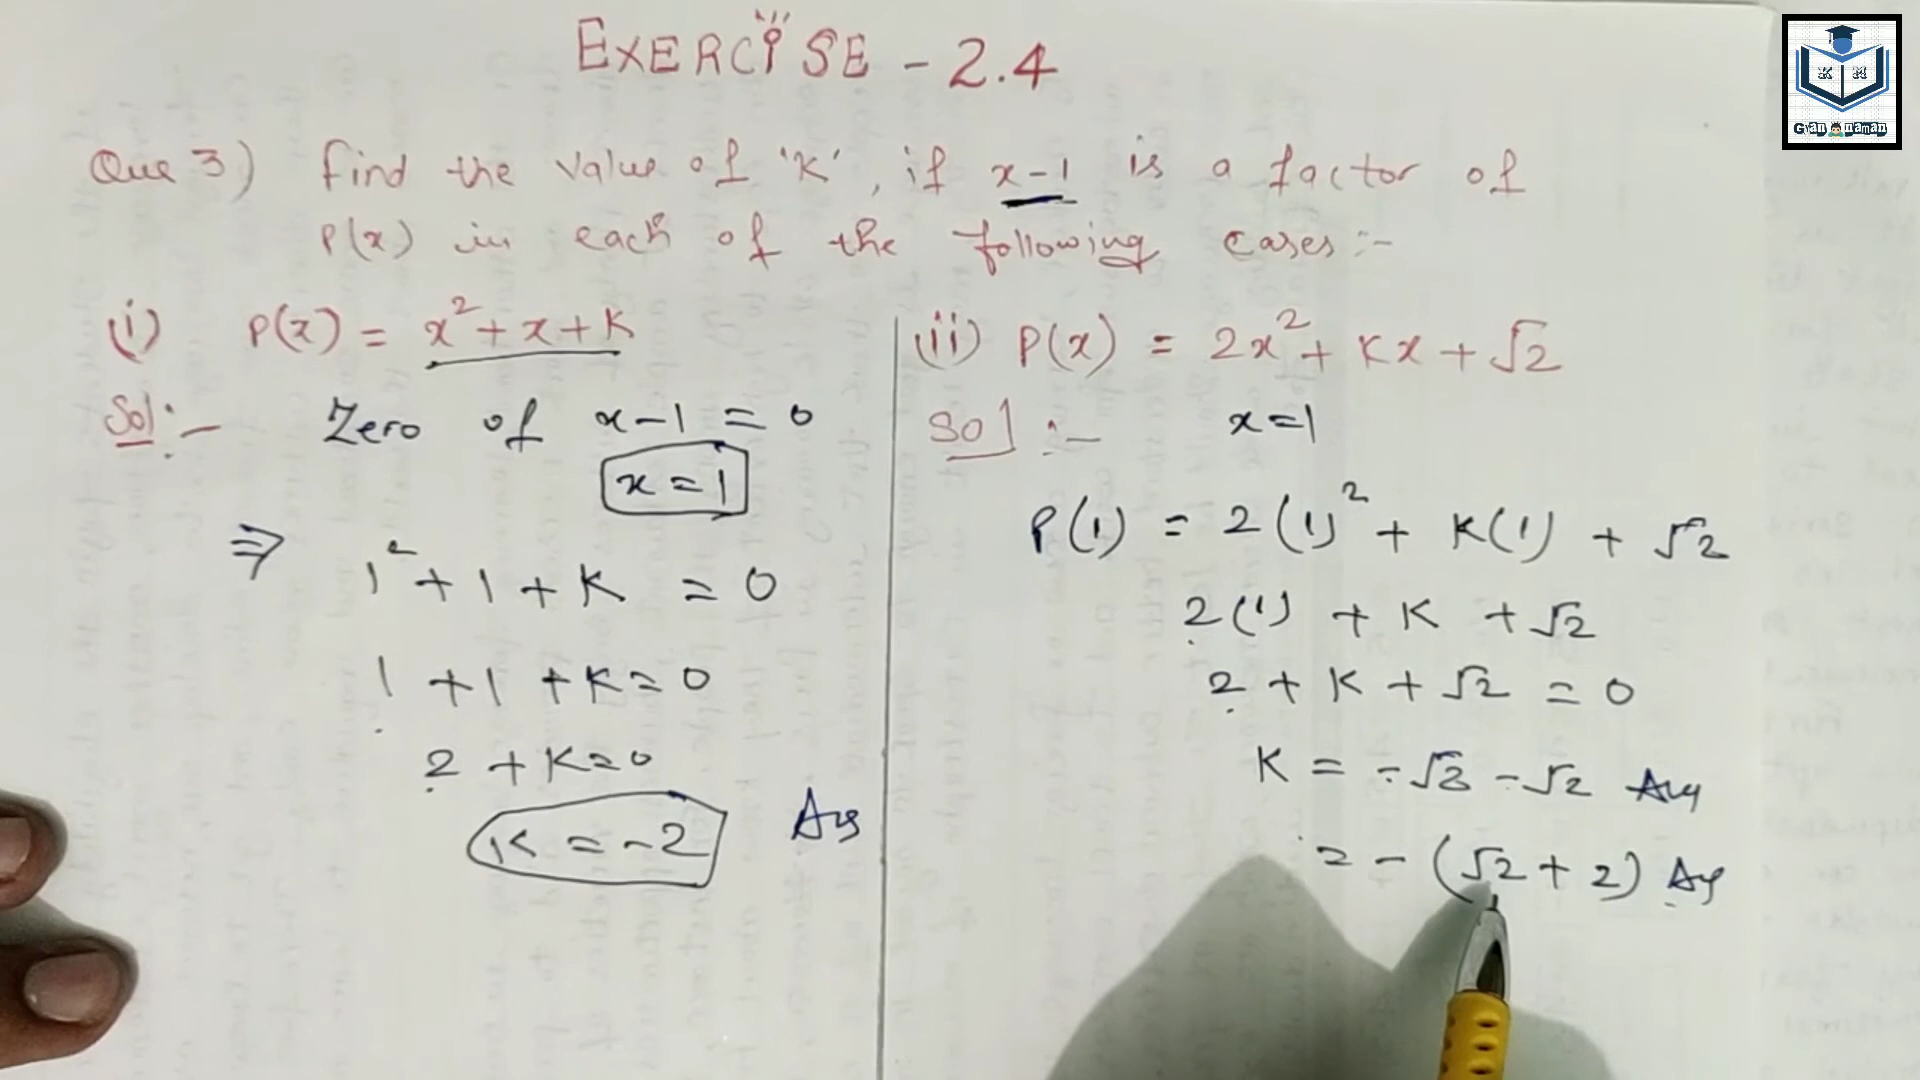 EXERCISE - 2.4
Que 3) Find the value of 'K', if x-1 is a factor of
P(x) in each of the following cases :-
(i) P(x) = x² + x + K
Sol :- Zero of x-1 = 0
x = 1
⇒ 1² + 1 + K = 0
1 + 1 + K = 0
2 + K = 0
K = -2 Ans
(ii) P(x) = 2x² + Kx + √2
Sol :- x = 1
P(1) = 2(1)² + K(1) + √2
2(1) + K + √2
2 + K + √2 = 0
K = - √2 - √2 Ans
= - (√2 + 2) Ans
K M
Gyan naman